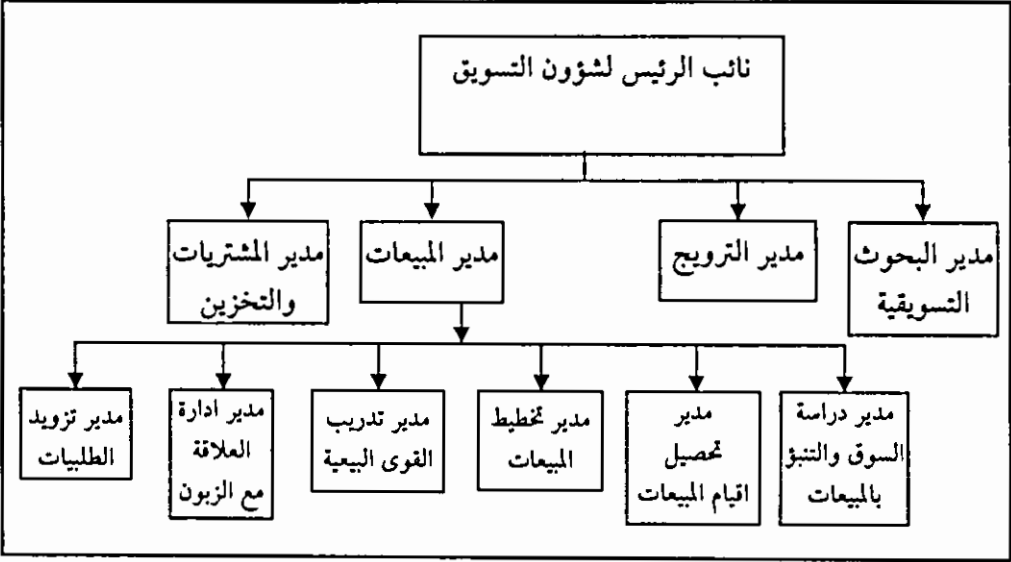 نائب الرئيس لشؤون التسويق
مدير البحوث
التسويقية
مدير الترويج
مدير المبيعات
مدير المشتريات
والتخزين
مدير دراسة
السوق والتنبؤ
بالمبيعات
مدير
تحصيل
اقيام المبيعات
مدير تخطيط
المبيعات
مدير تدريب
القوى البيعية
مدير ادارة
العلاقة
مع الزبون
مدير تزويد
الطلبيات